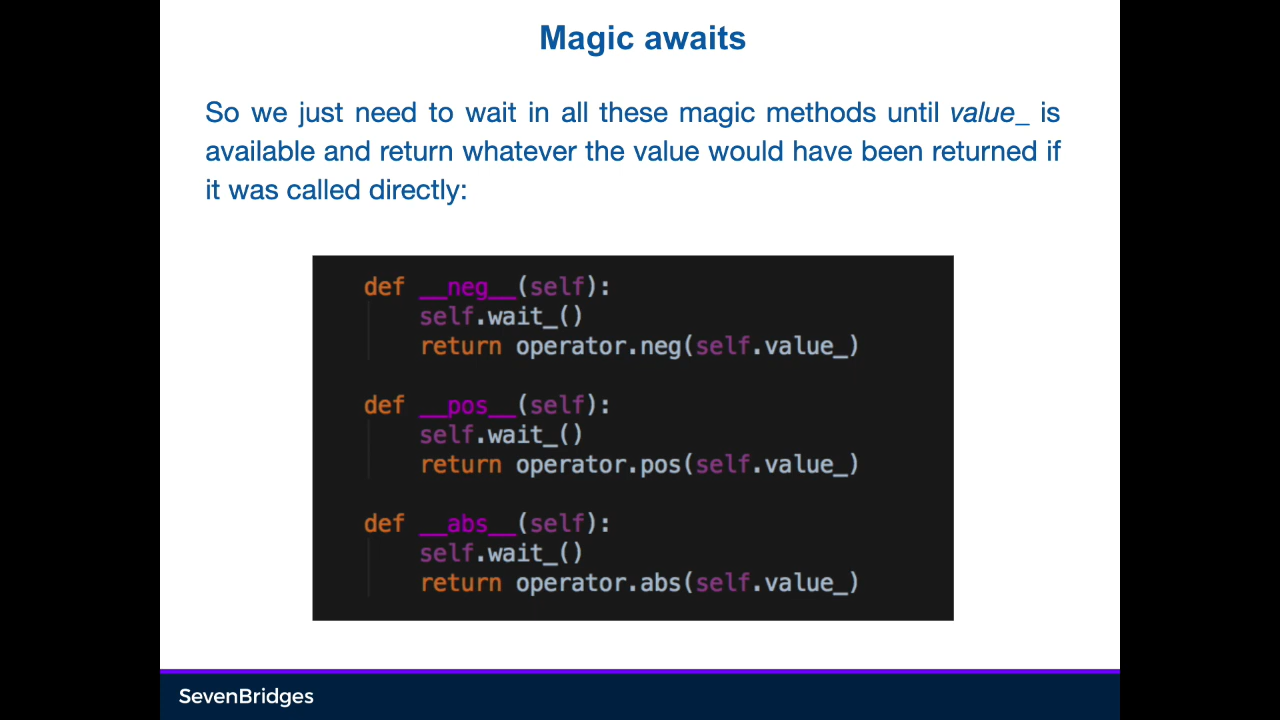 Magic awaits
So we just need to wait in all these magic methods until value_ is
available and return whatever the value would have been returned if
it was called directly:
def __neg__(self):
self.wait_()
return operator.neg(self.value_)
def __pos__(self):
self.wait_()
return operator.pos(self.value_)
def __abs__(self):
self.wait_()
return operator.abs(self.value_)
SevenBridges